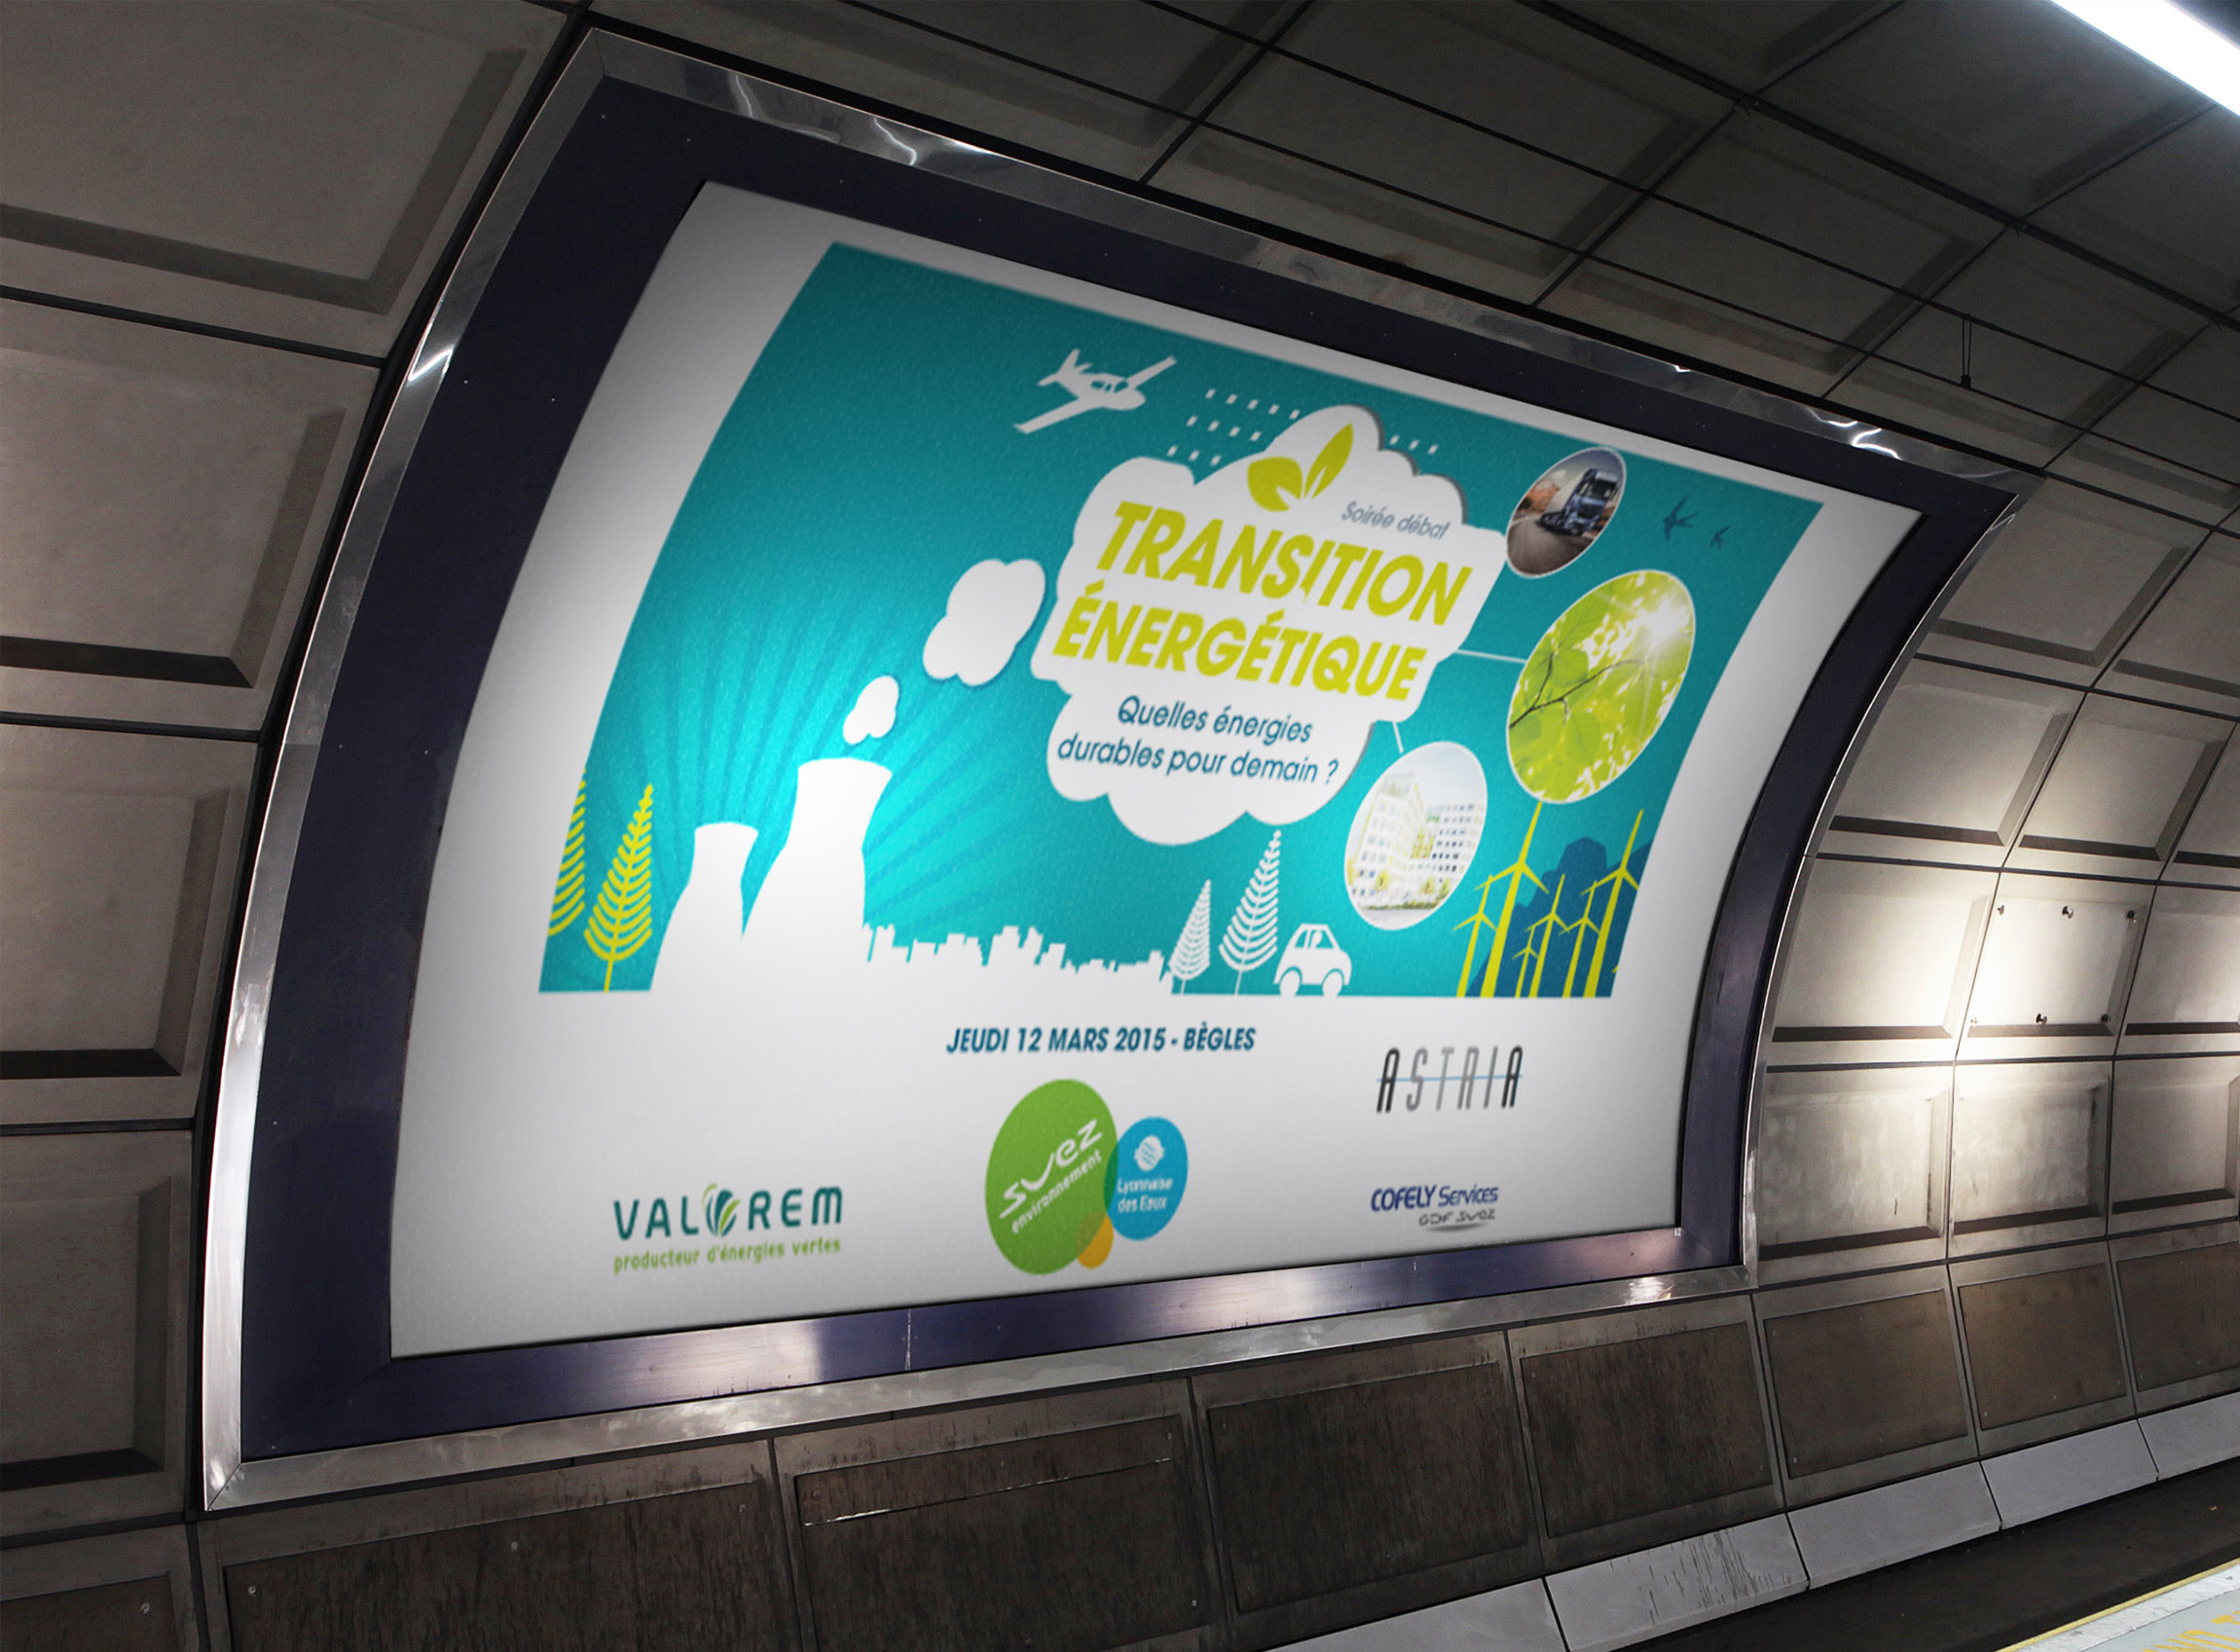 Soirée débat
TRANSITION
ÉNERGÉTIQUE
Quelles énergies
durables pour demain ?
JEUDI 12 MARS 2015 - BÈGLES
ASTRIA
suez
environnement
Lyonnaise
des Eaux
VALOREM
producteur d'énergies vertes
COFELY Services
GDF SUEZ